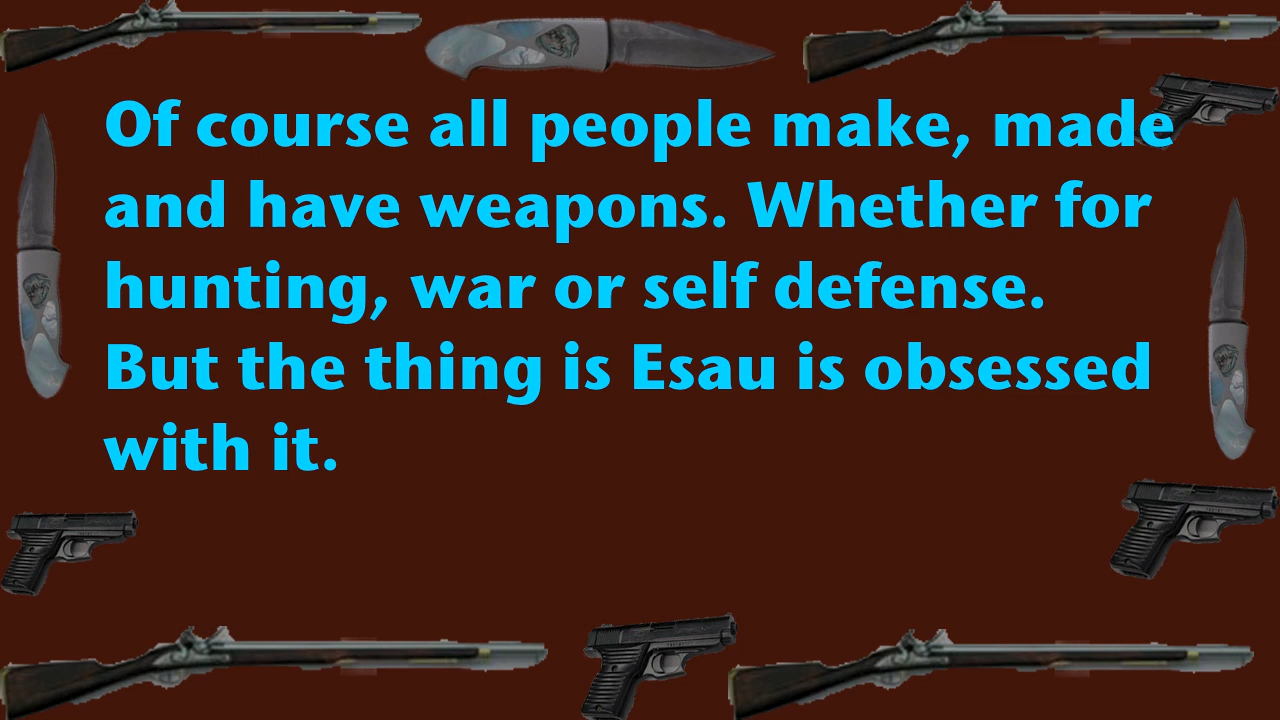 Of course all people make, made
and have weapons. Whether for
hunting, war or self defense.
But the thing is Esau is obsessed
with it.